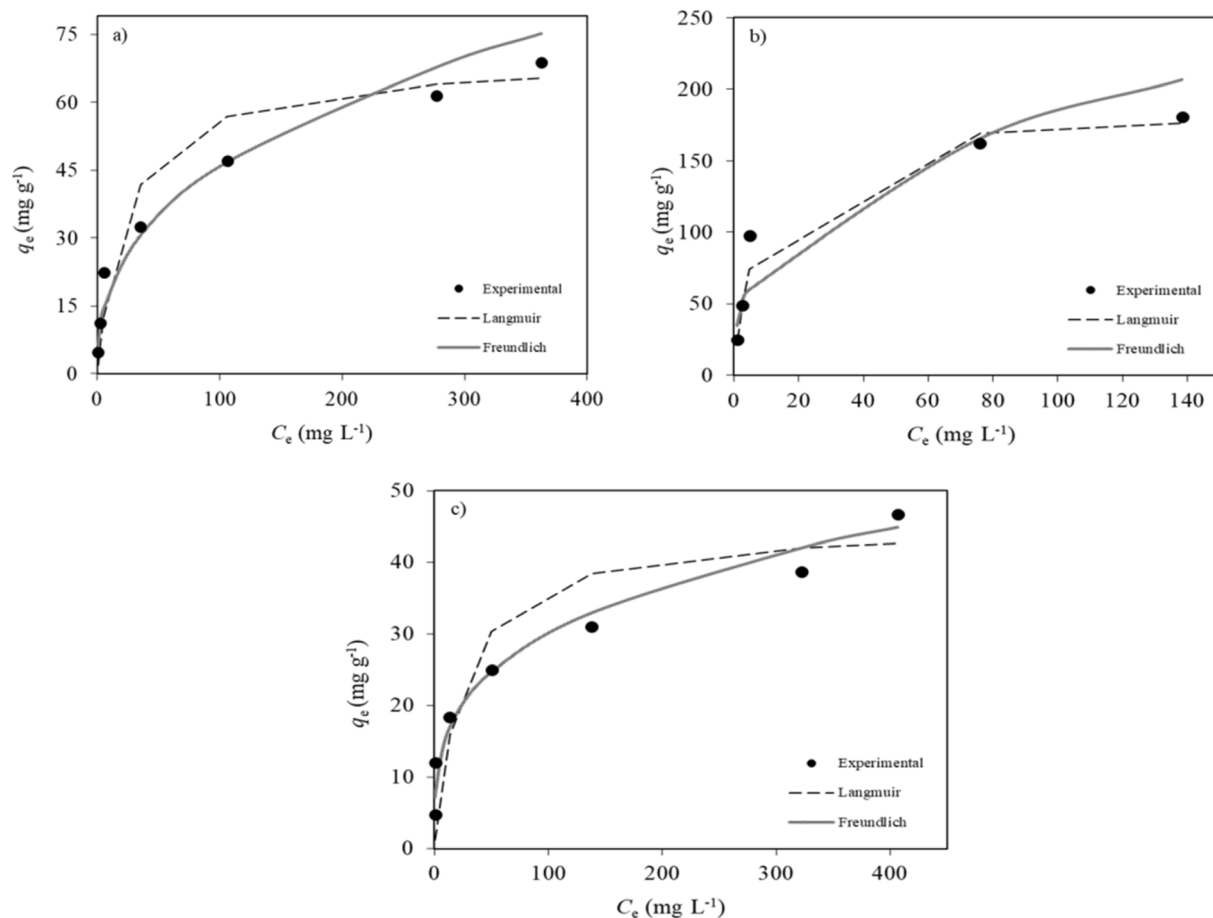 a)
75
60
45
30
15
0
qe (mg g-1)
0 100 200 300 400
Ce (mg L-1)
Experimental
Langmuir
Freundlich
b)
250
200
150
100
50
0
qe (mg g-1)
0 20 40 60 80 100 120 140
Ce (mg L-1)
Experimental
Langmuir
Freundlich
c)
50
40
30
20
10
0
qe (mg g-1)
0 100 200 300 400
Ce (mg L-1)
Experimental
Langmuir
Freundlich